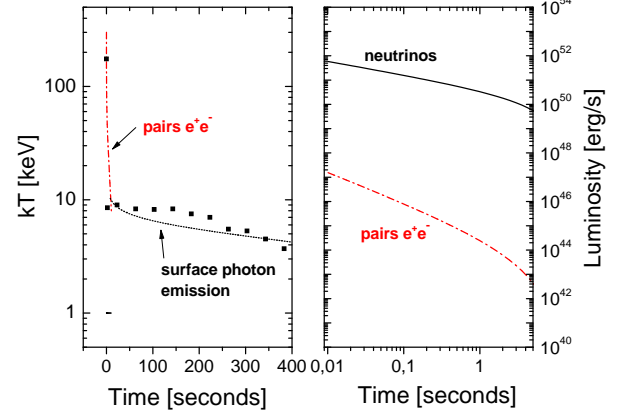 100
10
1
kT [keV]
pairs e⁺e⁻
surface photon
emission
0 100 200 300 400
Time [seconds]
neutrinos
pairs e⁺e⁻
0,01 0,1 1
Time [seconds]
10⁵⁴
10⁵²
10⁵⁰
10⁴⁸
10⁴⁶
10⁴⁴
10⁴²
10⁴⁰
Luminosity [erg/s]